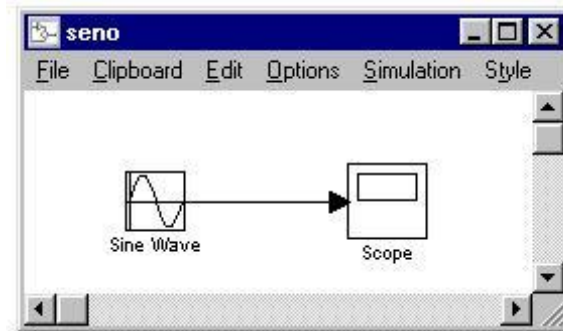 seno
File Clipboard Edit Options Simulation Style
Sine Wave
Scope